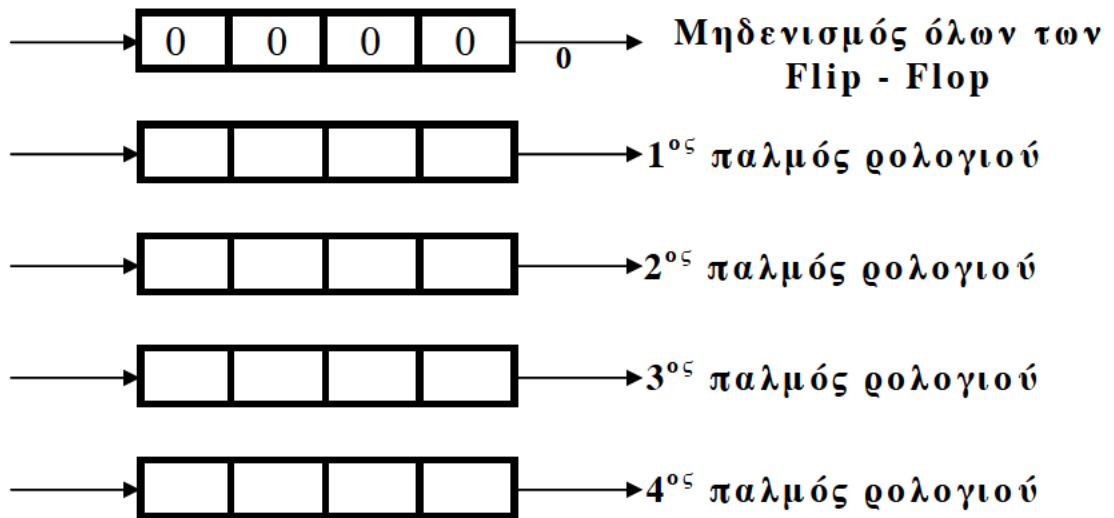 0 0 0 0 0 Μηδενισμός όλων των
Flip - Flop
1ος παλμός ρολογιού
2ος παλμός ρολογιού
3ος παλμός ρολογιού
4ος παλμός ρολογιού